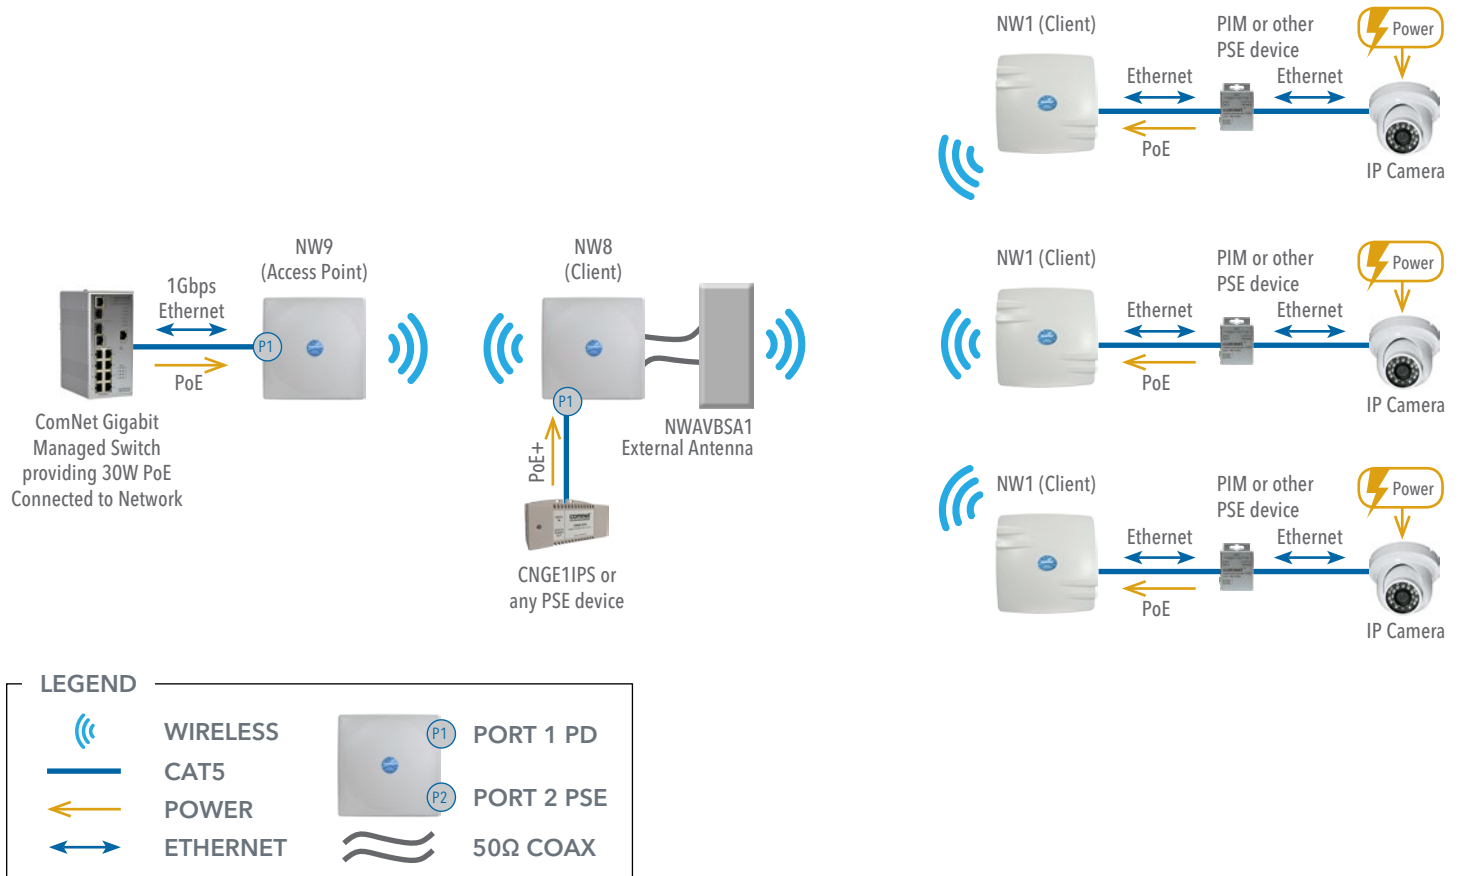 NW1 (Client)
PIM or other
PSE device
Power
Ethernet
Ethernet
PoE
IP Camera
NW9
(Access Point)
NW8
(Client)
1Gbps
Ethernet
P1
PoE
ComNet Gigabit
Managed Switch
providing 30W PoE
Connected to Network
P1
PoE+
NWAVBSA1
External Antenna
CNGE1IPS or
any PSE device
NW1 (Client)
PIM or other
PSE device
Power
Ethernet
Ethernet
PoE
IP Camera
NW1 (Client)
PIM or other
PSE device
Power
Ethernet
Ethernet
PoE
IP Camera
LEGEND
WIRELESS
CAT5
POWER
ETHERNET
P1
PORT 1 PD
P2
PORT 2 PSE
50Ω COAX